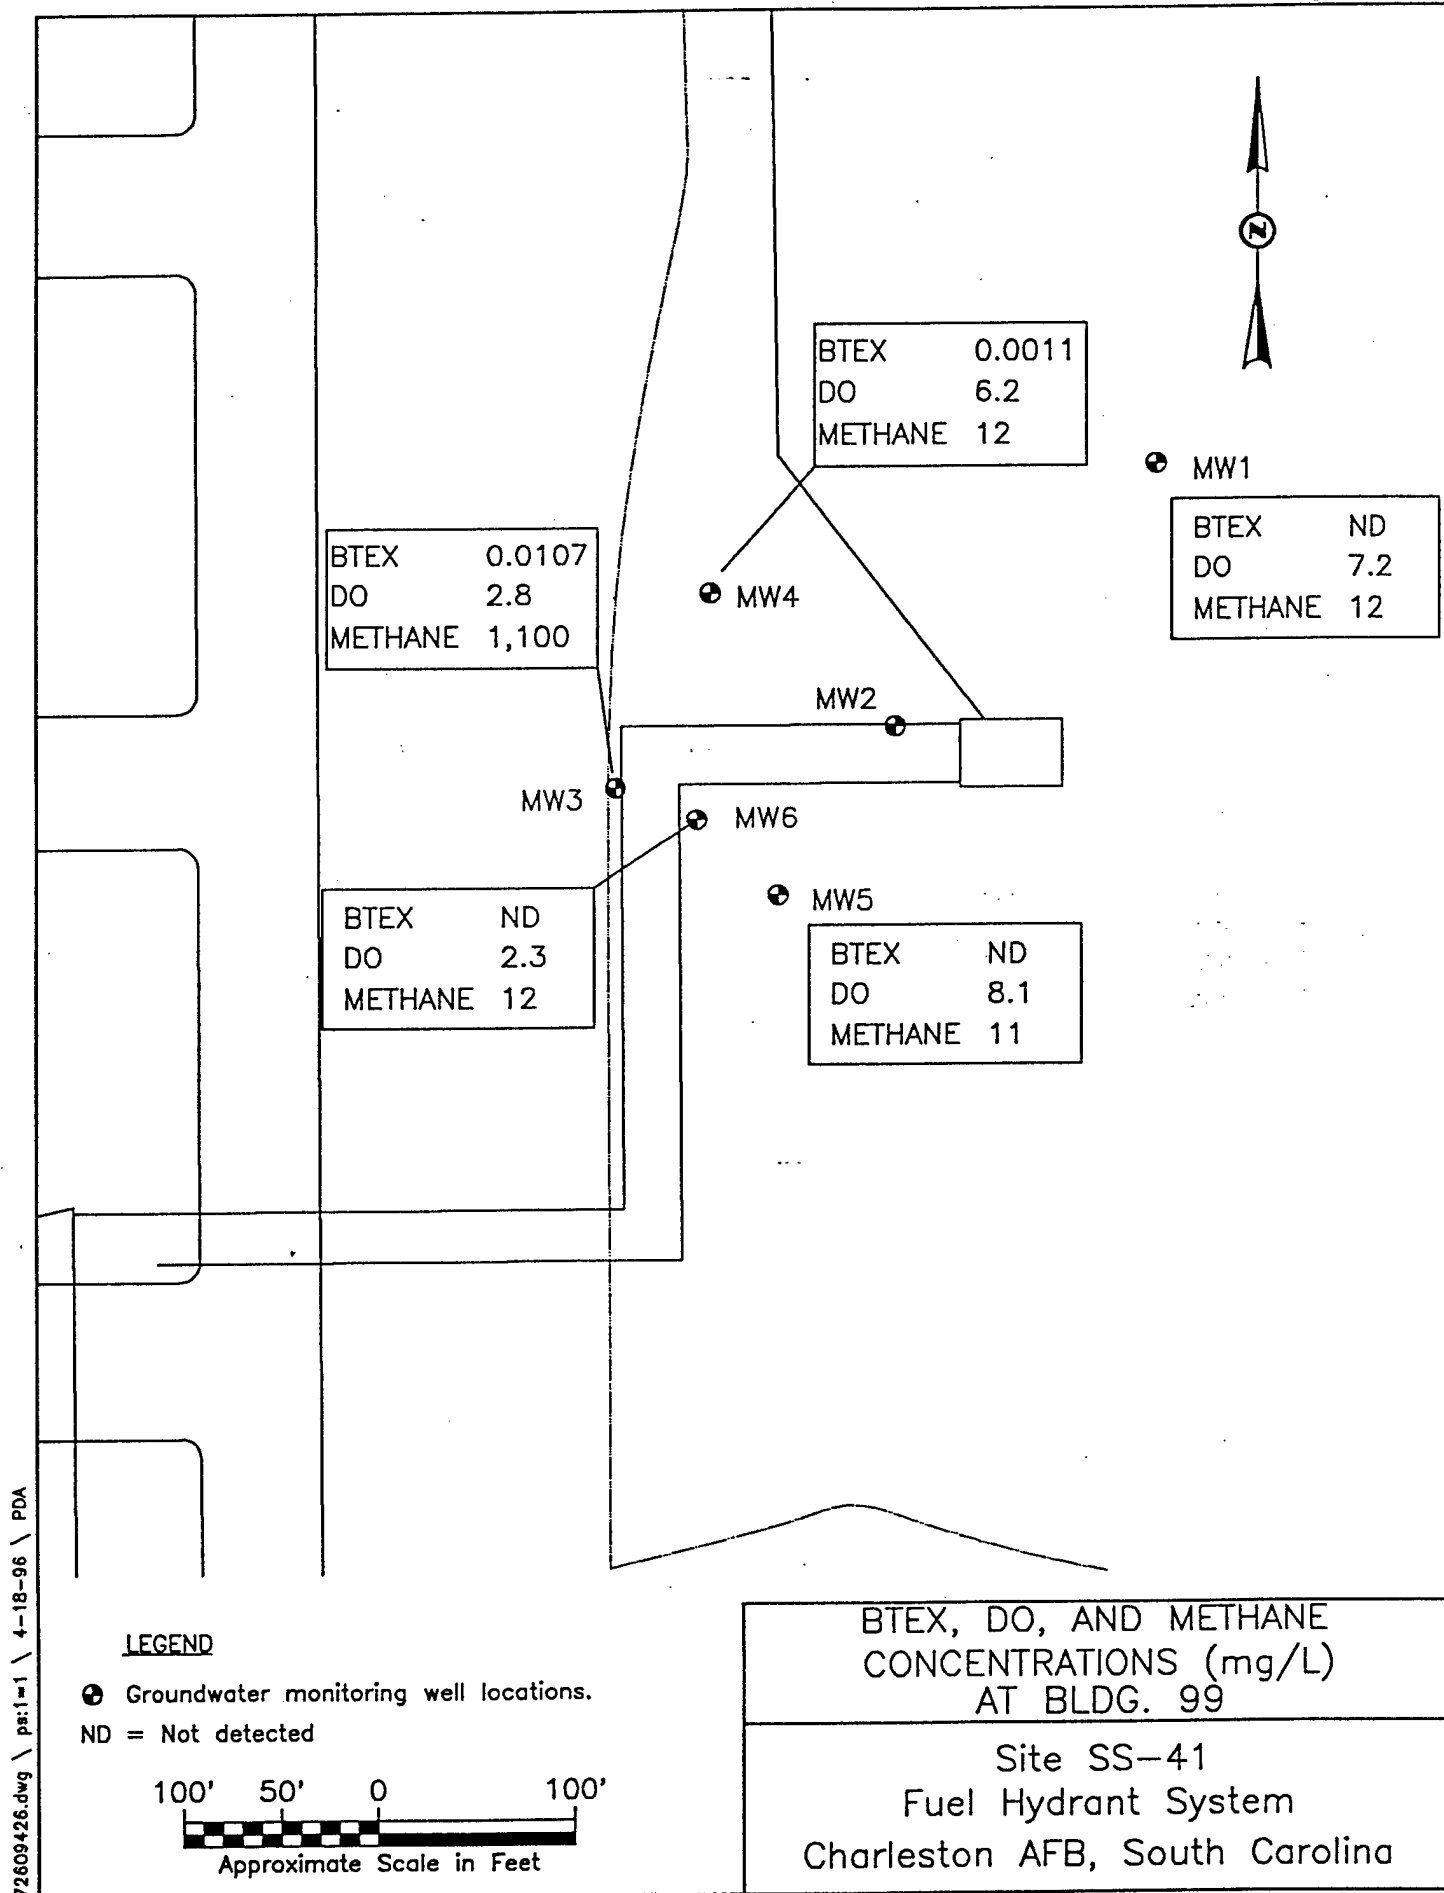 N
BTEX 0.0011
DO 6.2
METHANE 12
MW1
BTEX ND
DO 7.2
METHANE 12
BTEX 0.0107
DO 2.8
METHANE 1,100
MW4
MW2
MW3
MW6
BTEX ND
DO 2.3
METHANE 12
MW5
BTEX ND
DO 8.1
METHANE 11
LEGEND
Groundwater monitoring well locations.
ND = Not detected
100' 50' 0 100'
Approximate Scale in Feet
BTEX, DO, AND METHANE
CONCENTRATIONS (mg/L)
AT BLDG. 99
Site SS-41
Fuel Hydrant System
Charleston AFB, South Carolina
72609426.dwg \ ps:1=1 \ 4-18-96 \ PDA